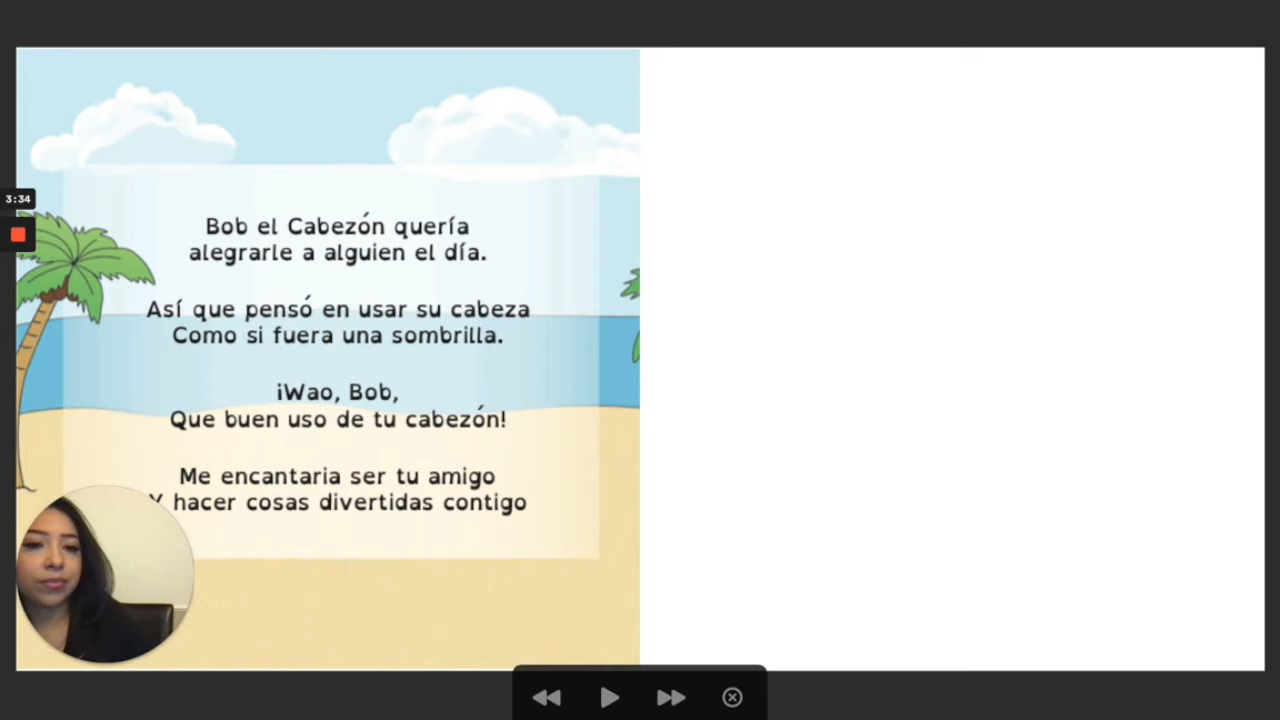 Bob el Cabezón quería
alegrarle a alguien el día.
Así que pensó en usar su cabeza
Como si fuera una sombrilla.
¡Wao, Bob,
Que buen uso de tu cabezón!
Me encantaria ser tu amigo
Y hacer cosas divertidas contigo
3:34